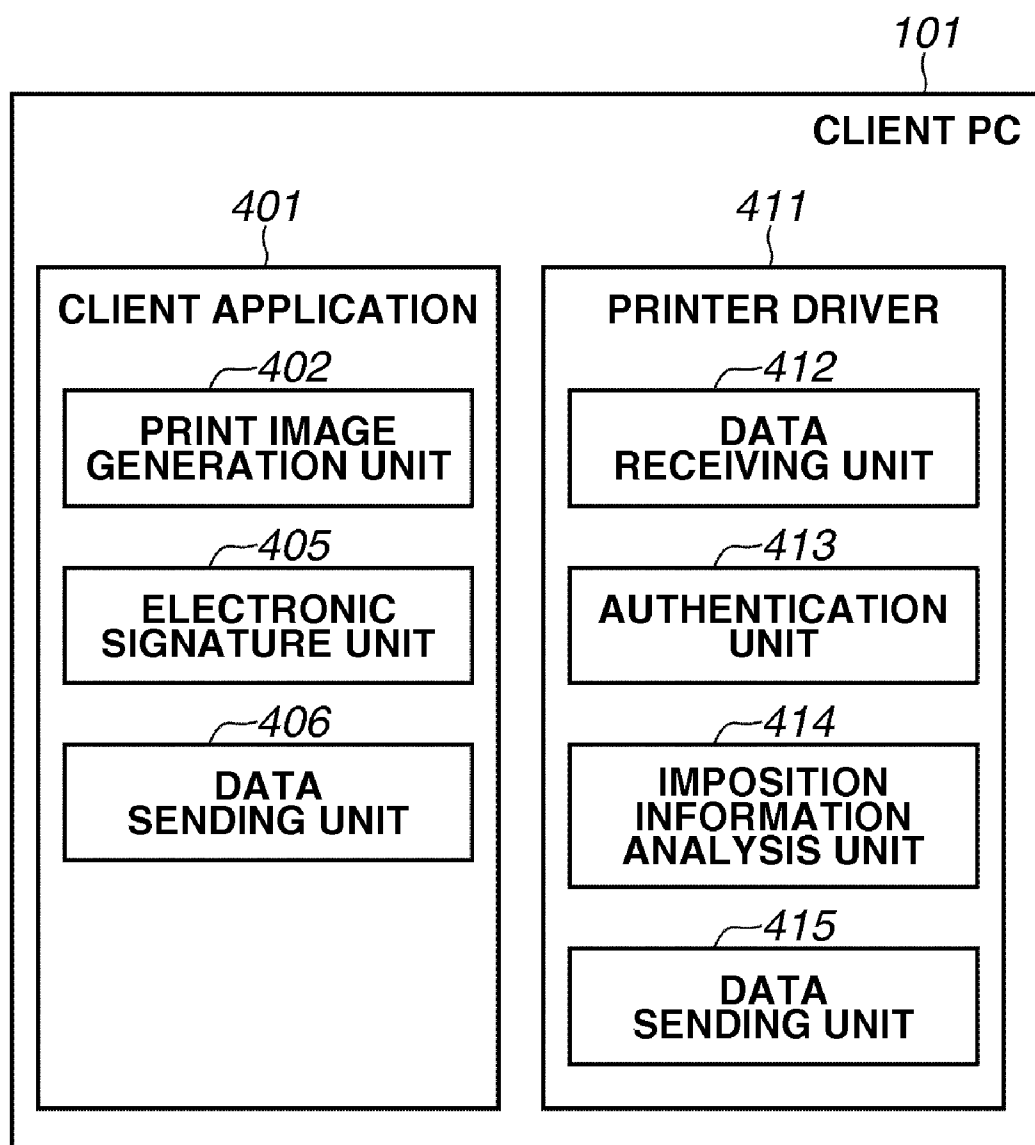 101
CLIENT PC
401
CLIENT APPLICATION
402
PRINT IMAGE
GENERATION UNIT
405
ELECTRONIC
SIGNATURE UNIT
406
DATA
SENDING UNIT
411
PRINTER DRIVER
412
DATA
RECEIVING UNIT
413
AUTHENTICATION
UNIT
414
IMPOSITION
INFORMATION
ANALYSIS UNIT
415
DATA
SENDING UNIT